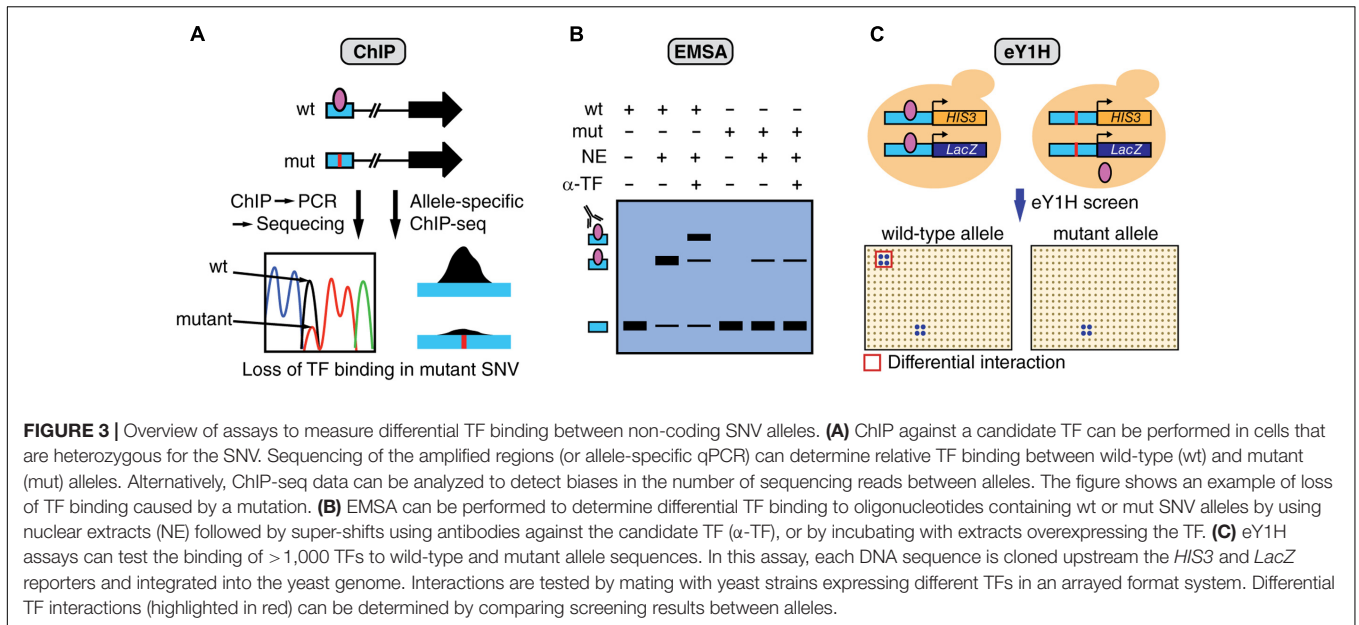 A
ChIP
wt
mut
ChIP → PCR
→ Sequecing
Allele-specific
ChIP-seq
wt
mutant
Loss of TF binding in mutant SNV
B
EMSA
wt + + + – – –
mut – – – + + +
NE – + + – + +
α-TF – – + – – +
C
eY1H
HIS3
LacZ
HIS3
LacZ
eY1H screen
wild-type allele
mutant allele
Differential interaction
FIGURE 3 | Overview of assays to measure differential TF binding between non-coding SNV alleles. (A) ChIP against a candidate TF can be performed in cells that
are heterozygous for the SNV. Sequencing of the amplified regions (or allele-specific qPCR) can determine relative TF binding between wild-type (wt) and mutant
(mut) alleles. Alternatively, ChIP-seq data can be analyzed to detect biases in the number of sequencing reads between alleles. The figure shows an example of loss
of TF binding caused by a mutation. (B) EMSA can be performed to determine differential TF binding to oligonucleotides containing wt or mut SNV alleles by using
nuclear extracts (NE) followed by super-shifts using antibodies against the candidate TF (α-TF), or by incubating with extracts overexpressing the TF. (C) eY1H
assays can test the binding of >1,000 TFs to wild-type and mutant allele sequences. In this assay, each DNA sequence is cloned upstream the HIS3 and LacZ
reporters and integrated into the yeast genome. Interactions are tested by mating with yeast strains expressing different TFs in an arrayed format system. Differential
TF interactions (highlighted in red) can be determined by comparing screening results between alleles.